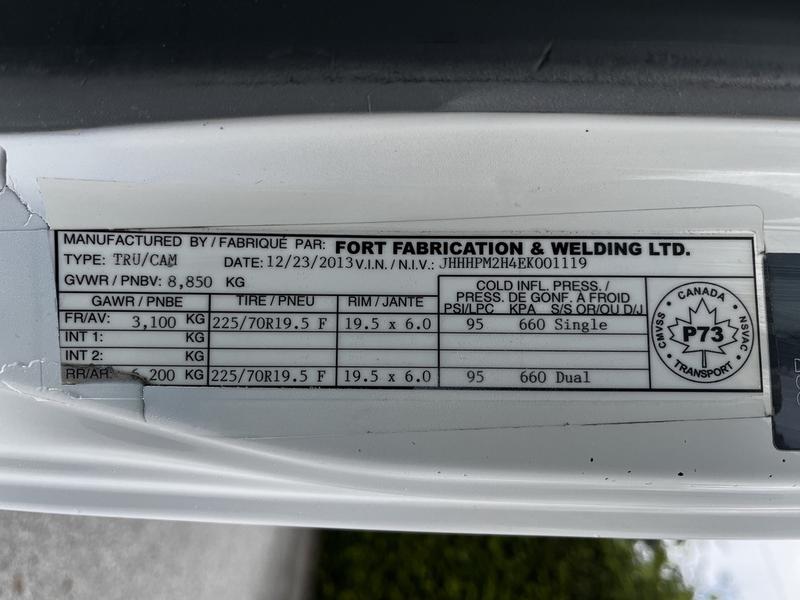 MANUFACTURED BY / FABRIQUÉ PAR: FORT FABRICATION & WELDING LTD.
TYPE: TRU/CAM DATE: 12/23/2013 V.I.N. / N.I.V.: JHHHPM2H4EK001119
GVWR / PNBV: 8,850 KG
COLD INFL. PRESS. /
PRESS. DE GONF. À FROID
GAWR / PNBE TIRE / PNEU RIM / JANTE PSI/LPC KPA S/S OR/OU D/J
FR/AV: 3,100 KG 225/70R19.5 F 19.5 x 6.0 95 660 Single
INT 1: KG
INT 2: KG
RR/AR: 6,200 KG 225/70R19.5 F 19.5 x 6.0 95 660 Dual
CANADA
CMVSS
P73
NSVAC
TRANSPORT